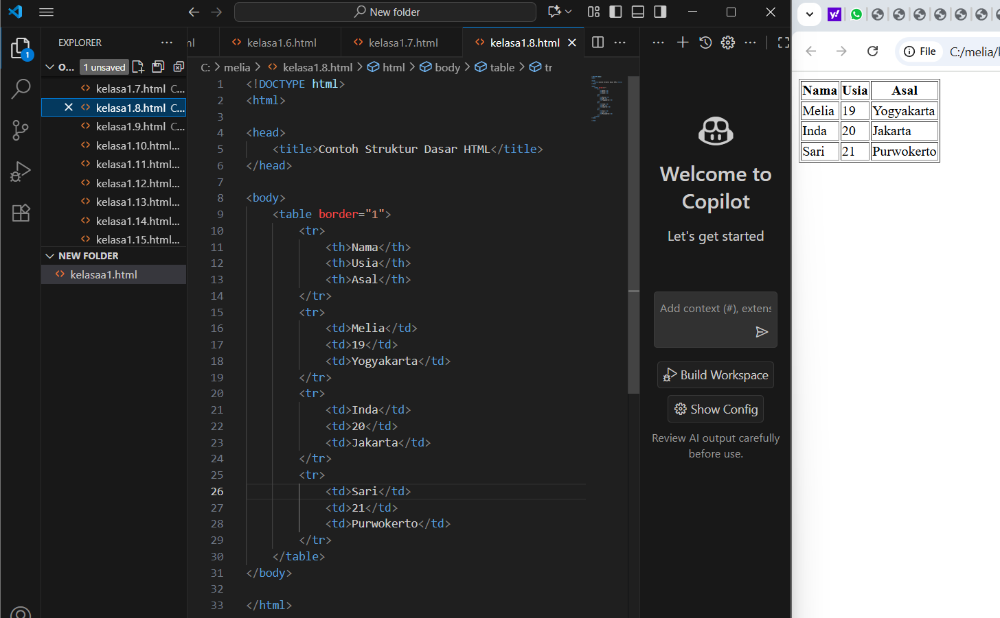 New folder
EXPLORER
1
O... 1 unsaved
kelasa1.7.html C...
kelasa1.8.html C...
kelasa1.9.html C...
kelasa1.10.html...
kelasa1.11.html...
kelasa1.12.html...
kelasa1.13.html...
kelasa1.14.html...
kelasa1.15.html...
NEW FOLDER
kelasaa1.html
ml kelasa1.6.html kelasa1.7.html kelasa1.8.html
C: > melia > kelasa1.8.html > html > body > table > tr
1 <!DOCTYPE html>
2 <html>
3
4 <head>
5 <title>Contoh Struktur Dasar HTML</title>
6 </head>
7
8 <body>
9 <table border="1">
10 <tr>
11 <th>Nama</th>
12 <th>Usia</th>
13 <th>Asal</th>
14 </tr>
15 <tr>
16 <td>Melia</td>
17 <td>19</td>
18 <td>Yogyakarta</td>
19 </tr>
20 <tr>
21 <td>Inda</td>
22 <td>20</td>
23 <td>Jakarta</td>
24 </tr>
25 <tr>
26 <td>Sari</td>
27 <td>21</td>
28 <td>Purwokerto</td>
29 </tr>
30 </table>
31 </body>
32
33 </html>
Welcome to
Copilot
Let's get started
Add context (#), extens
Build Workspace
Show Config
Review AI output carefully
before use.
y!
File C:/melia/
Nama Usia Asal
Melia 19 Yogyakarta
Inda 20 Jakarta
Sari 21 Purwokerto